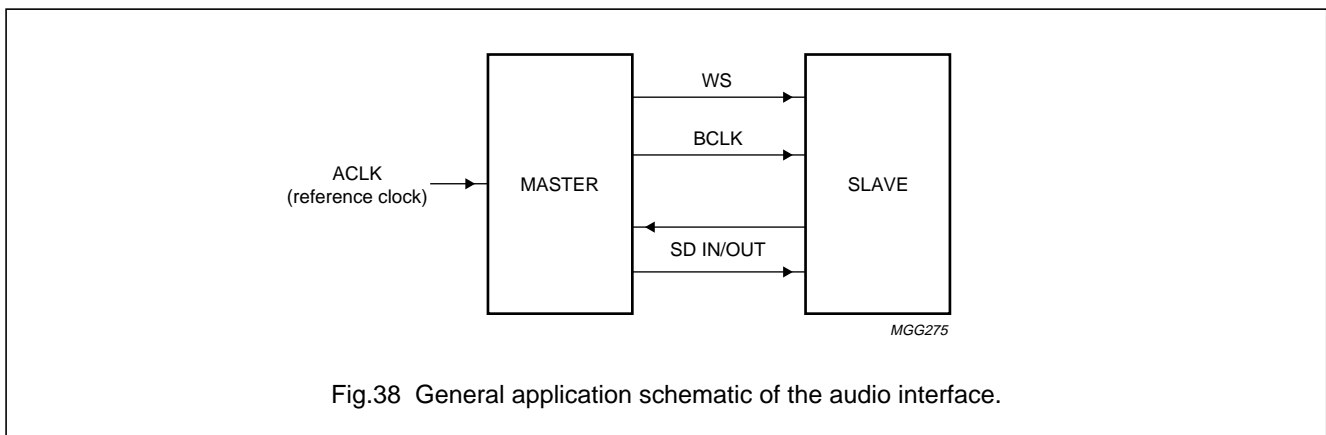 WS
BCLK
ACLK
(reference clock)
MASTER
SLAVE
SD IN/OUT
MGG275
Fig.38 General application schematic of the audio interface.